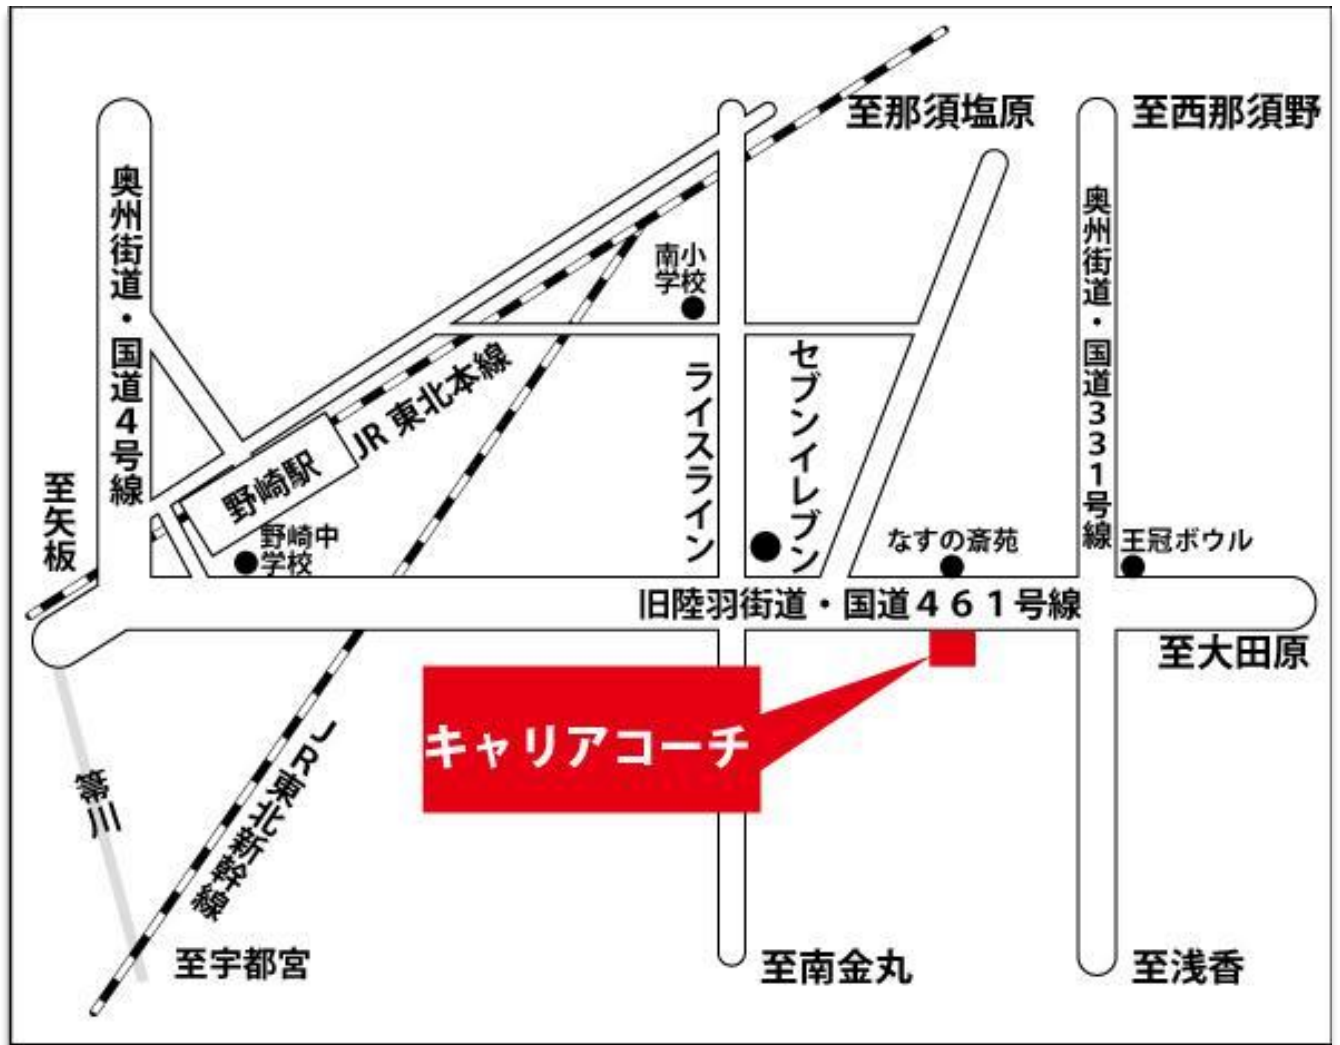 至那須塩原
至西那須野
奥州街道・国道4号線
奥州街道・国道331号線
南小
学校
JR東北本線
ライスライン
セブンイレブン
至矢板
野崎駅
野崎中
学校
なすの斎苑
王冠ボウル
旧陸羽街道・国道461号線
至大田原
キャリアコーチ
JR東北新幹線
箒川
至宇都宮
至南金丸
至浅香